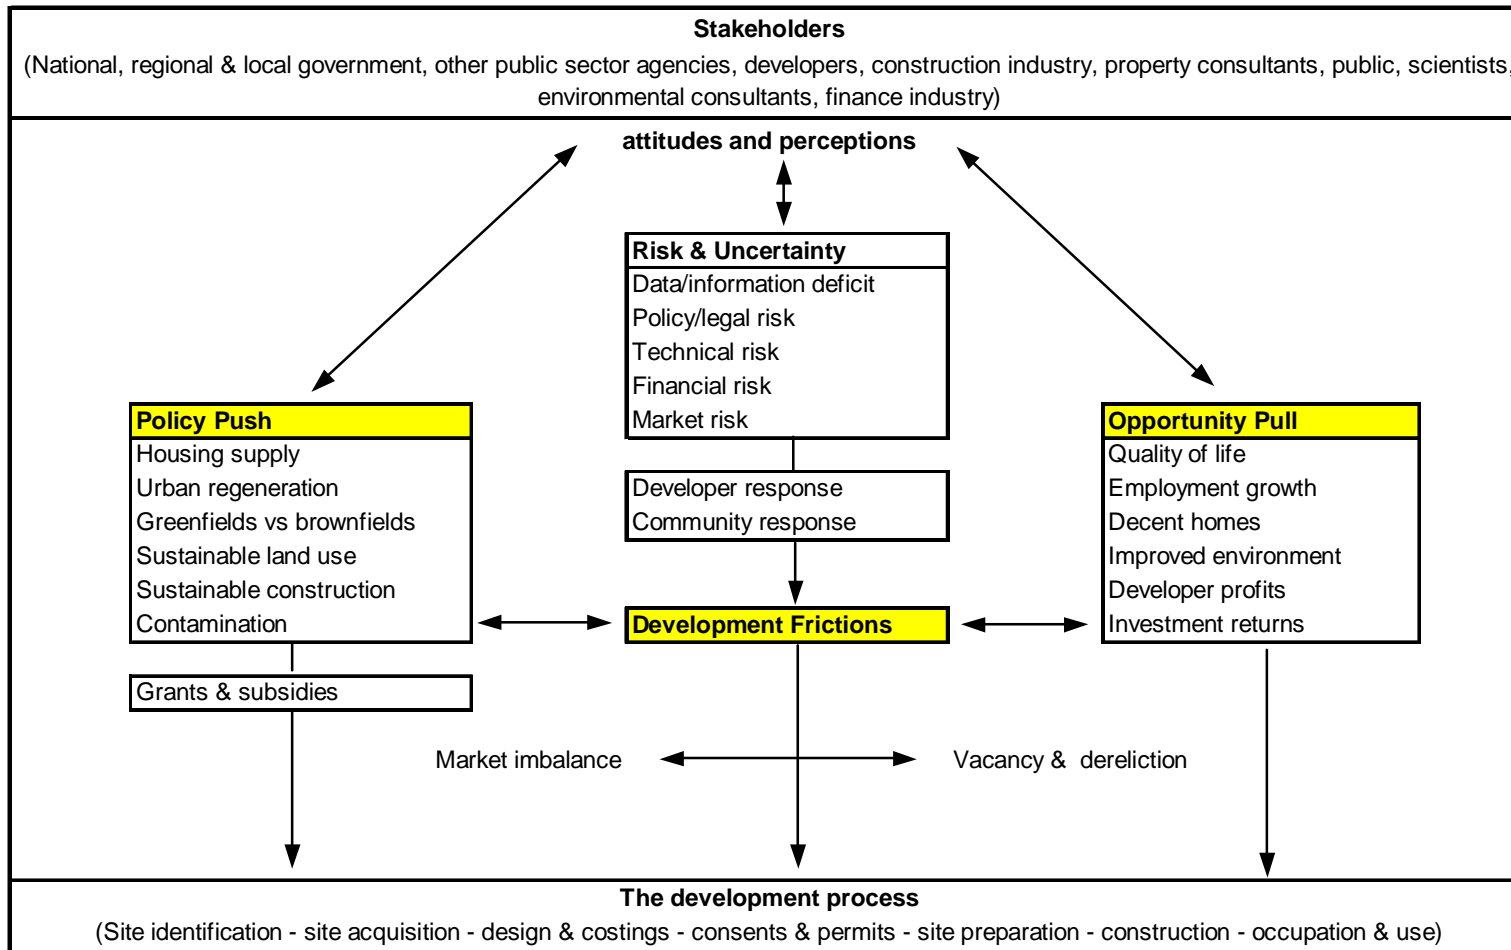 Stakeholders
(National, regional & local government, other public sector agencies, developers, construction industry, property consultants, public, scientists,
environmental consultants, finance industry)
attitudes and perceptions
Risk & Uncertainty
Data/information deficit
Policy/legal risk
Technical risk
Financial risk
Market risk
Policy Push
Housing supply
Urban regeneration
Greenfields vs brownfields
Sustainable land use
Sustainable construction
Contamination
Grants & subsidies
Developer response
Community response
Development Frictions
Opportunity Pull
Quality of life
Employment growth
Decent homes
Improved environment
Developer profits
Investment returns
Market imbalance
Vacancy & dereliction
The development process
(Site identification - site acquisition - design & costings - consents & permits - site preparation - construction - occupation & use)